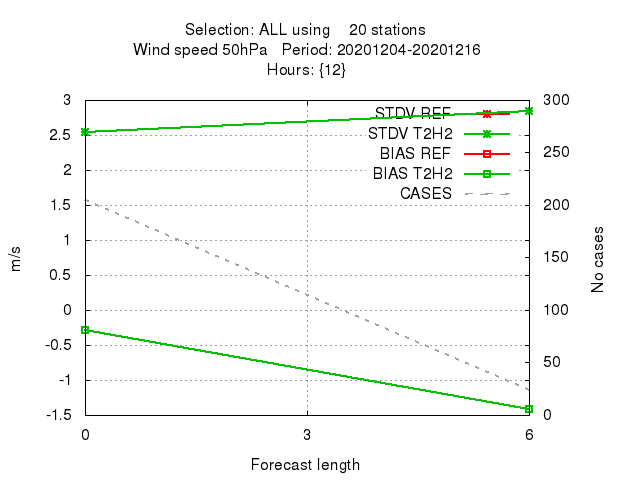 Selection: ALL using    20 stations
Wind speed 50hPa   Period: 20201204-20201216
Hours: {12}
3
2.5
2
1.5
1
0.5
0
-0.5
-1
-1.5
m/s
STDV REF
STDV T2H2
BIAS REF
BIAS T2H2
CASES
300
250
200
150
100
50
0
No cases
0
3
6
Forecast length